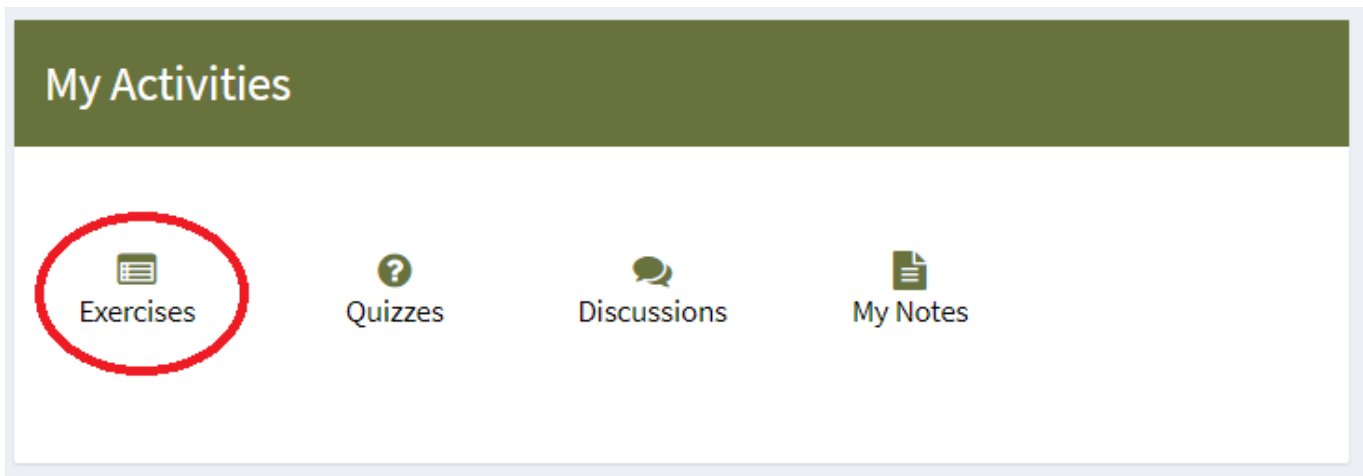 My Activities
Exercises
Quizzes
Discussions
My Notes